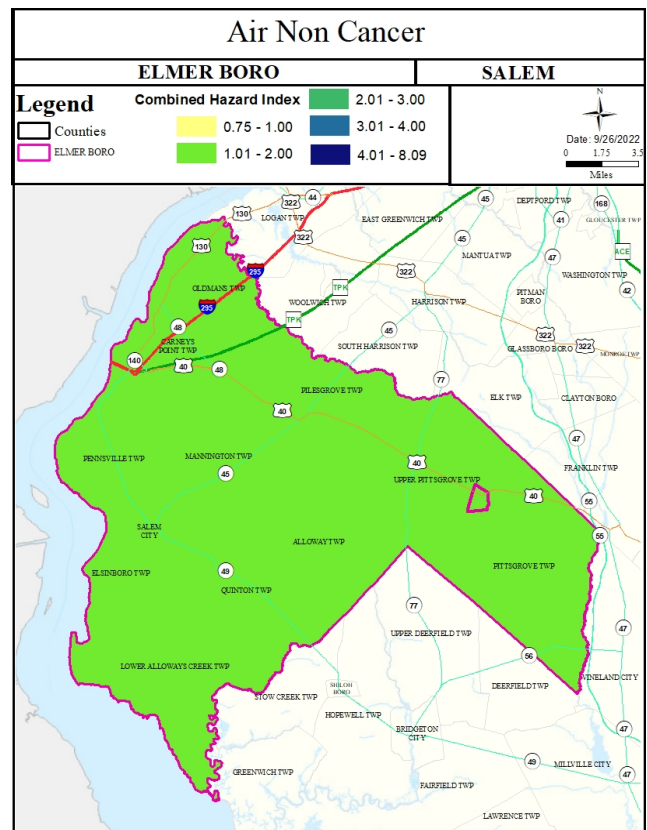 Air Non Cancer
ELMER BORO
SALEM
Legend
Counties
ELMER BORO
Combined Hazard Index
0.75 - 1.00
1.01 - 2.00
2.01 - 3.00
3.01 - 4.00
4.01 - 8.09
N
Date: 9/26/2022
0 1.75 3.5
Miles
322
44
130
LOGAN TWP
322
EAST GREENWICH TWP
45
DEPTFORD TWP
168
41
GLOUCESTER TWP
130
45
MANTUA TWP
47
ACE
295
322
WASHINGTON TWP
OLDMANS TWP
TPK
WOOLWICH TWP
HARRISON TWP
PITMAN
BORO
42
295
TPK
48
45
322
322
CARNEYS
POINT TWP
SOUTH HARRISON TWP
GLASSBORO BORO
MONROE TWP
140
40
48
77
PILESGROVE TWP
ELK TWP
CLAYTON BORO
40
47
PENNSVILLE TWP
MANNINGTON TWP
40
FRANKLIN TWP
45
UPPER PITTSGROVE TWP
40
55
SALEM
CITY
ALLOWAY TWP
55
ELSINBORO TWP
49
PITTSGROVE TWP
QUINTON TWP
77
47
UPPER DEERFIELD TWP
56
LOWER ALLOWAYS CREEK TWP
VINELAND CITY
SHILOH
BORO
DEERFIELD TWP
STOW CREEK TWP
HOPEWELL TWP
BRIDGETON
CITY
47
49
GREENWICH TWP
MILLVILLE CITY
47
FAIRFIELD TWP
LAWRENCE TWP